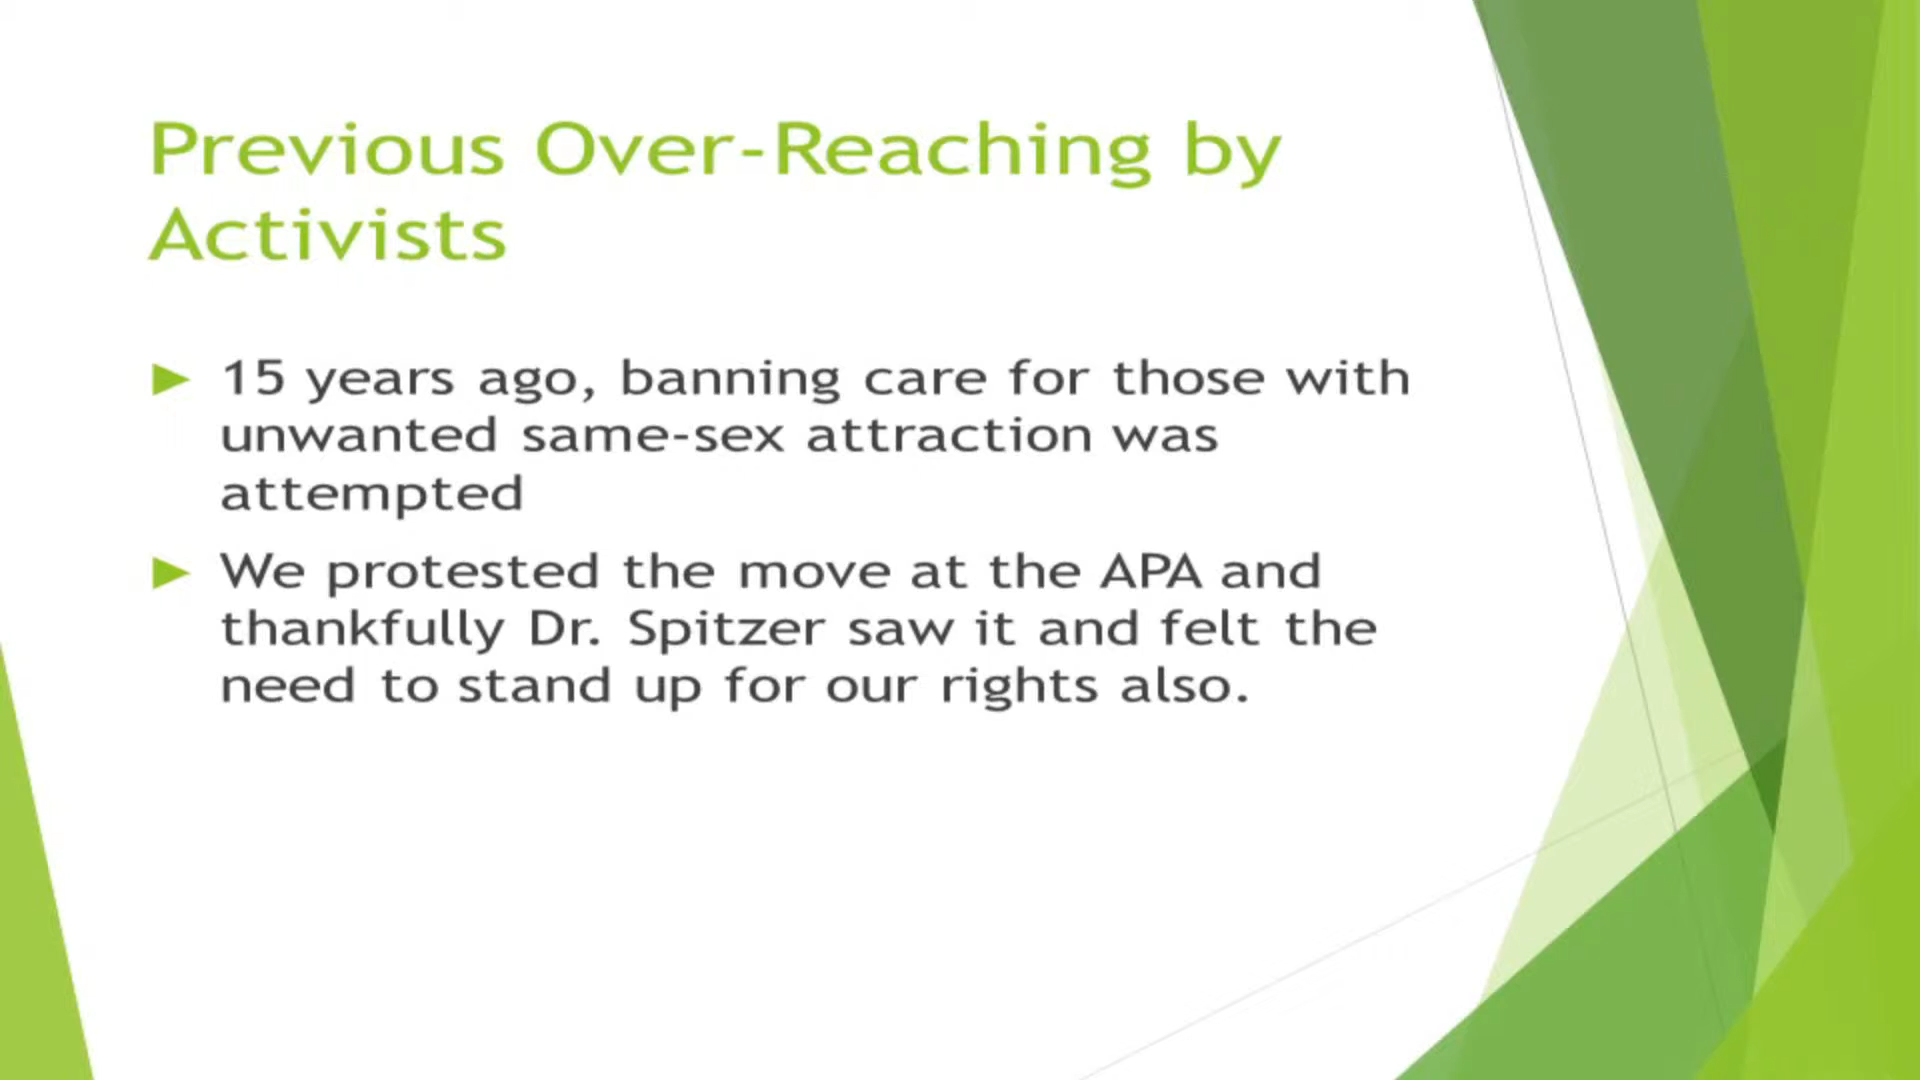 Previous Over-Reaching by
Activists
15 years ago, banning care for those with
unwanted same-sex attraction was
attempted
We protested the move at the APA and
thankfully Dr. Spitzer saw it and felt the
need to stand up for our rights also.